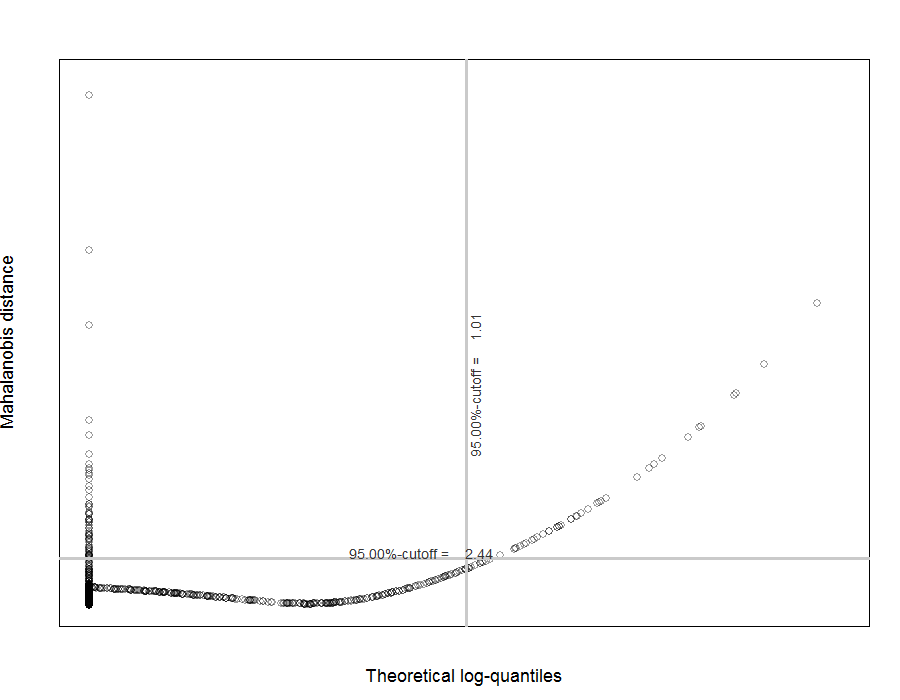 Mahalanobis distance
95.00%-cutoff = 1.01
95.00%-cutoff = 2.44
Theoretical log-quantiles